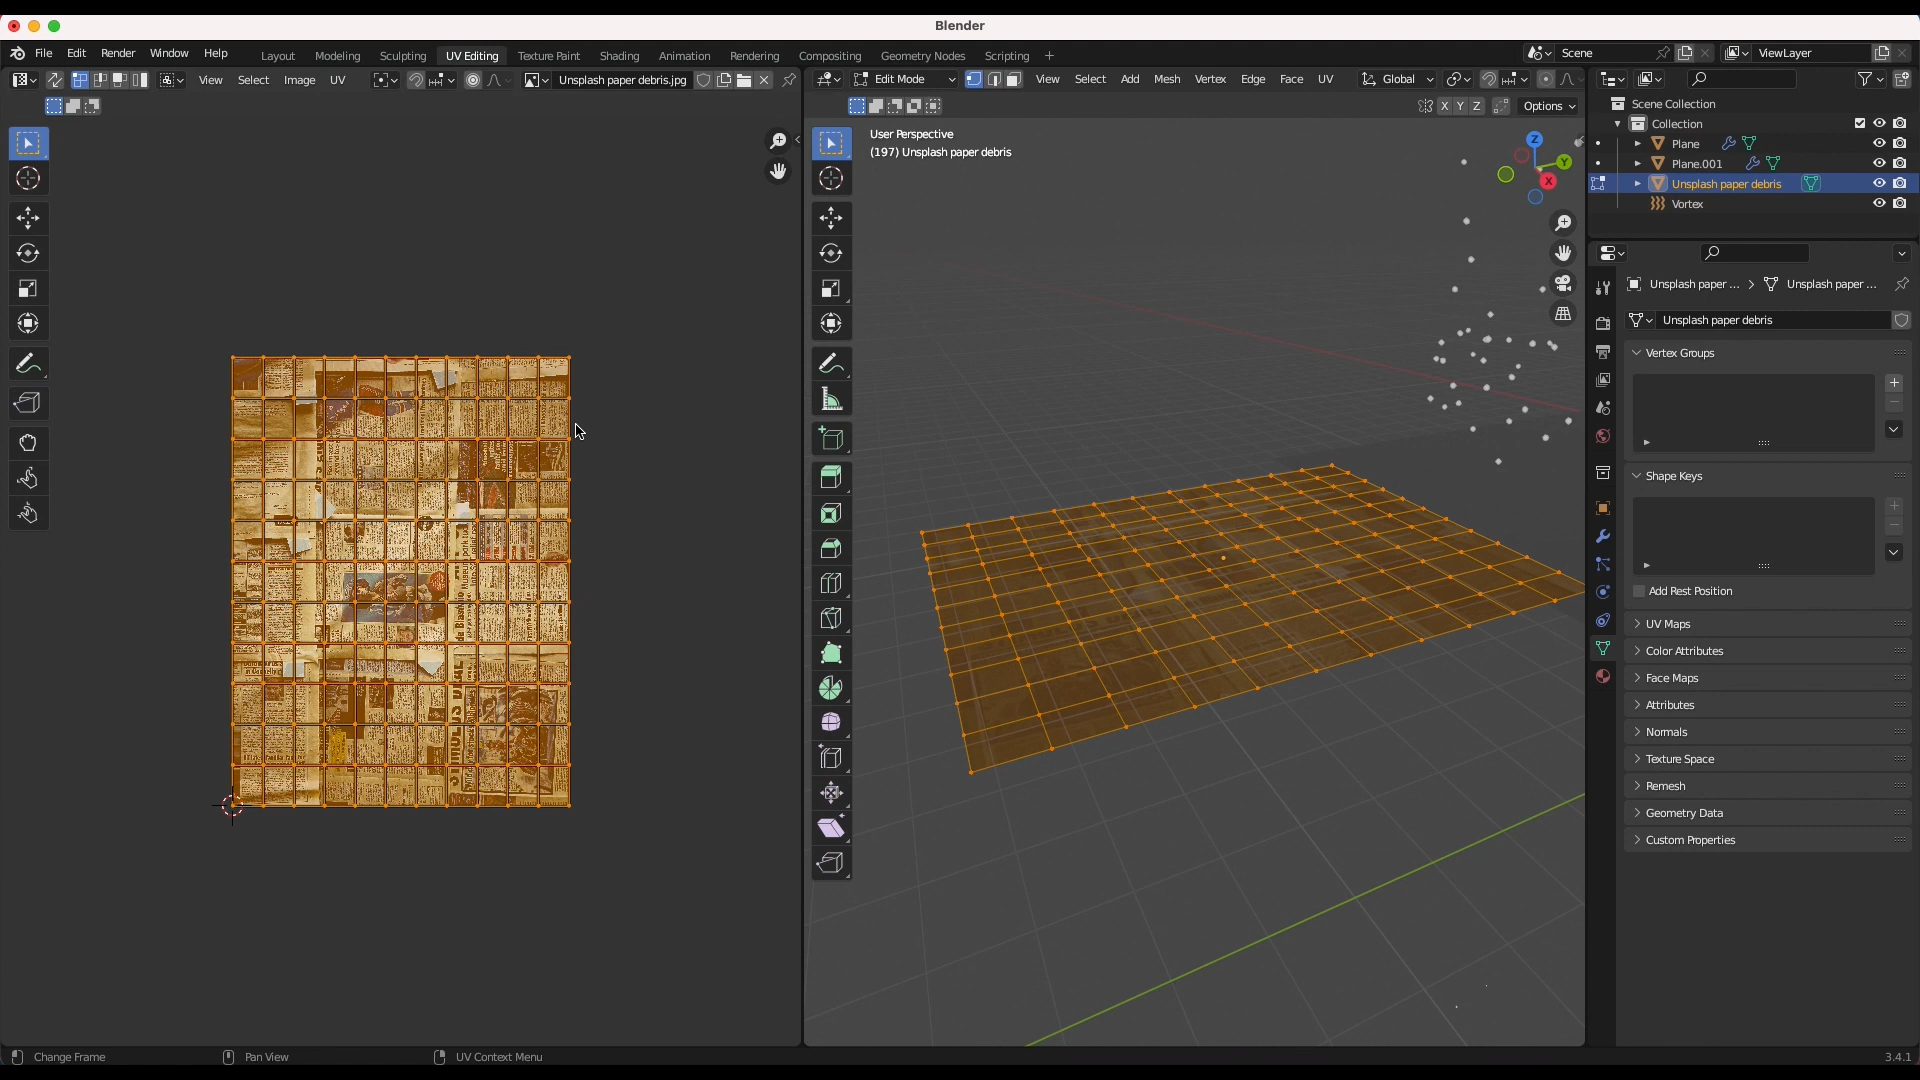 Blender
File Edit Render Window Help
Layout Modeling Sculpting UV Editing Texture Paint Shading Animation Rendering Compositing Geometry Nodes Scripting +
Scene
ViewLayer
View Select Image UV
Unsplash paper debris.jpg
Edit Mode
View Select Add Mesh Vertex Edge Face UV
Global
X Y Z
Options
User Perspective
(197) Unsplash paper debris
Z
Y
X
Scene Collection
Collection
Plane
Plane.001
Unsplash paper debris
Vortex
Unsplash paper ... > Unsplash paper ...
Unsplash paper debris
Vertex Groups
Shape Keys
Add Rest Position
UV Maps
Color Attributes
Face Maps
Attributes
Normals
Texture Space
Remesh
Geometry Data
Custom Properties
Change Frame
Pan View
UV Context Menu
3.4.1